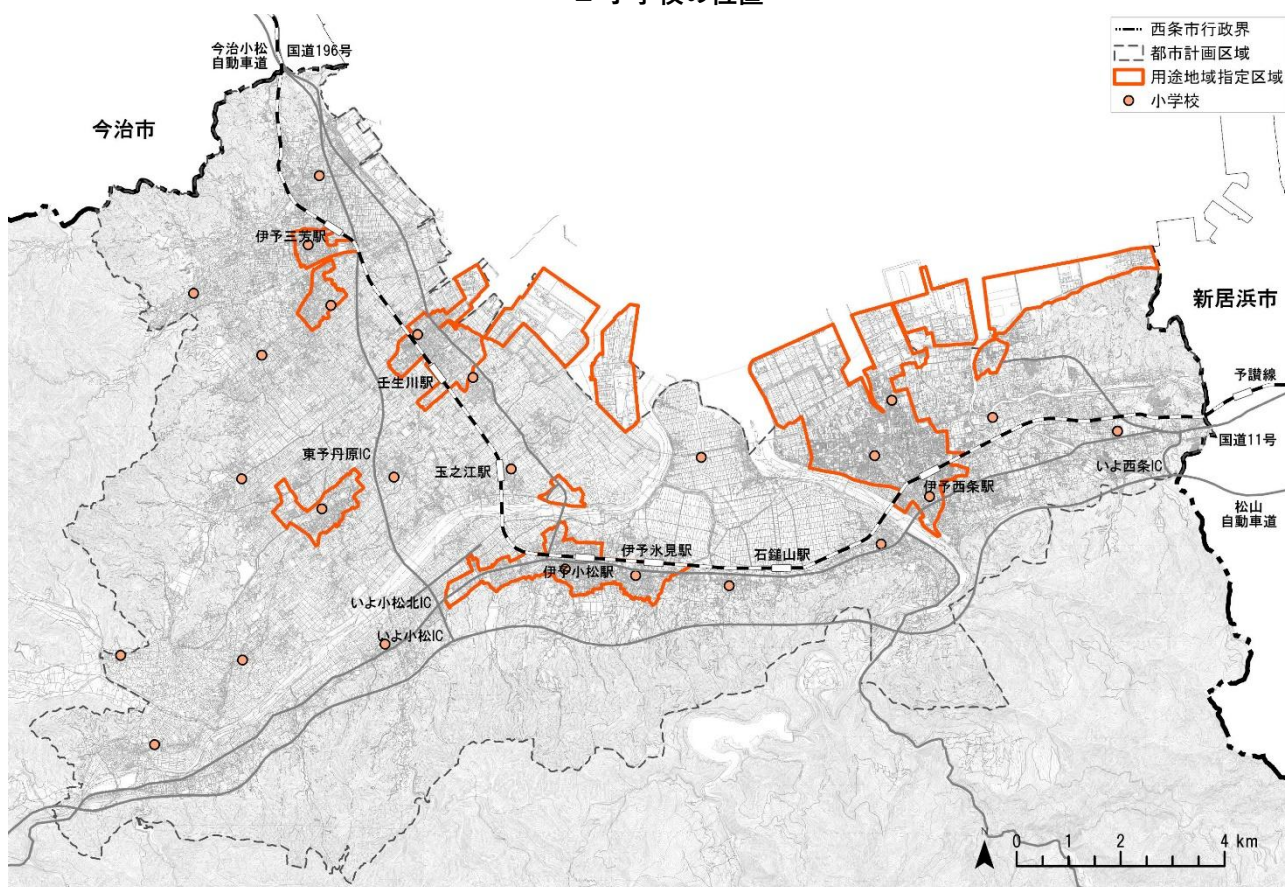 今治小松
自動車道
国道196号
西条市行政界
都市計画区域
用途地域指定区域
小学校
今治市
伊予三芳駅
新居浜市
壬生川駅
予讃線
国道11号
東予丹原IC
玉之江駅
いよ西条IC
伊予西条駅
松山
自動車道
伊予氷見駅
石鎚山駅
伊予小松駅
いよ小松北IC
いよ小松IC
0 1 2 4 km